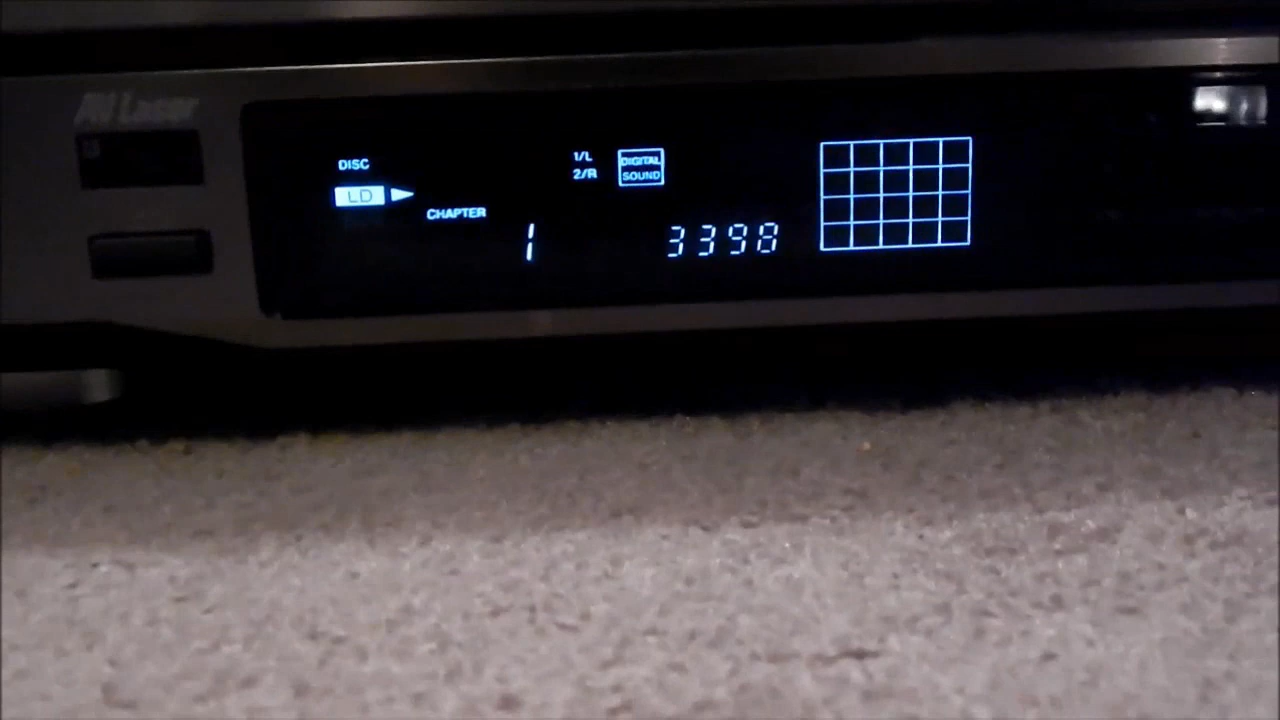 AV Laser
DISC
LD
CHAPTER
1
1/L
2/R
DIGITAL
SOUND
3398